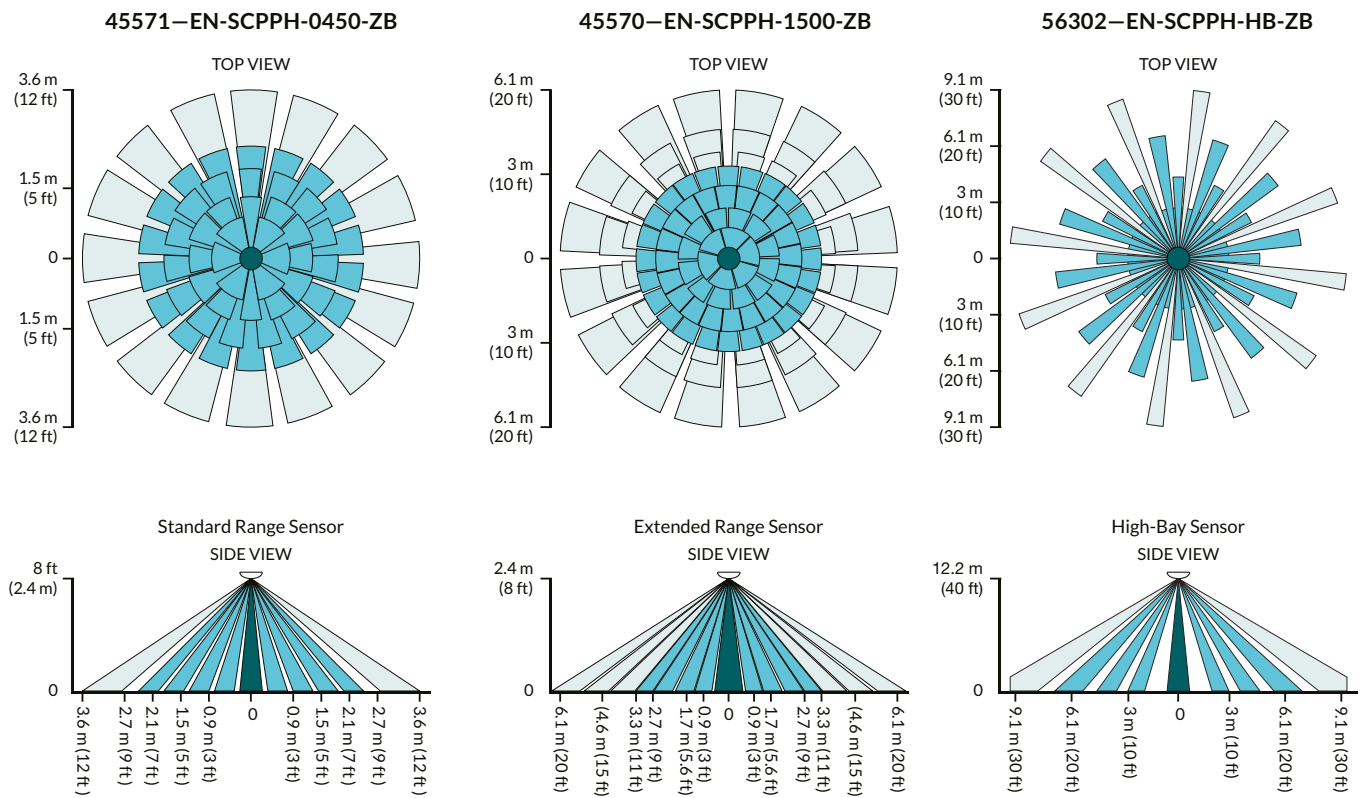 45571—EN-SCPPH-0450-ZB
TOP VIEW
3.6 m
(12 ft)
1.5 m
(5 ft)
0
1.5 m
(5 ft)
3.6 m
(12 ft)
Standard Range Sensor
SIDE VIEW
8 ft
(2.4 m)
0
3.6 m (12 ft)
2.7 m (9 ft)
2.1 m (7 ft)
1.5 m (5 ft)
0.9 m (3 ft)
0
0.9 m (3 ft)
1.5 m (5 ft)
2.1 m (7 ft)
2.7 m (9 ft)
3.6 m (12 ft)
45570—EN-SCPPH-1500-ZB
TOP VIEW
6.1 m
(20 ft)
3 m
(10 ft)
0
3 m
(10 ft)
6.1 m
(20 ft)
Extended Range Sensor
SIDE VIEW
2.4 m
(8 ft)
0
6.1 m (20 ft)
(4.6 m (15 ft)
3.3 m (11 ft)
2.7 m (9 ft)
1.7 m (5.6 ft)
0.9 m (3 ft)
0
0.9 m (3 ft)
1.7 m (5.6 ft)
2.7 m (9 ft)
3.3 m (11 ft)
(4.6 m (15 ft)
6.1 m (20 ft)
56302—EN-SCPPH-HB-ZB
TOP VIEW
9.1 m
(30 ft)
6.1 m
(20 ft)
3 m
(10 ft)
0
3 m
(10 ft)
6.1 m
(20 ft)
9.1 m
(30 ft)
High-Bay Sensor
SIDE VIEW
12.2 m
(40 ft)
0
9.1 m (30 ft)
6.1 m (20 ft)
3 m (10 ft)
0
3 m (10 ft)
6.1 m (20 ft)
9.1 m (30 ft)